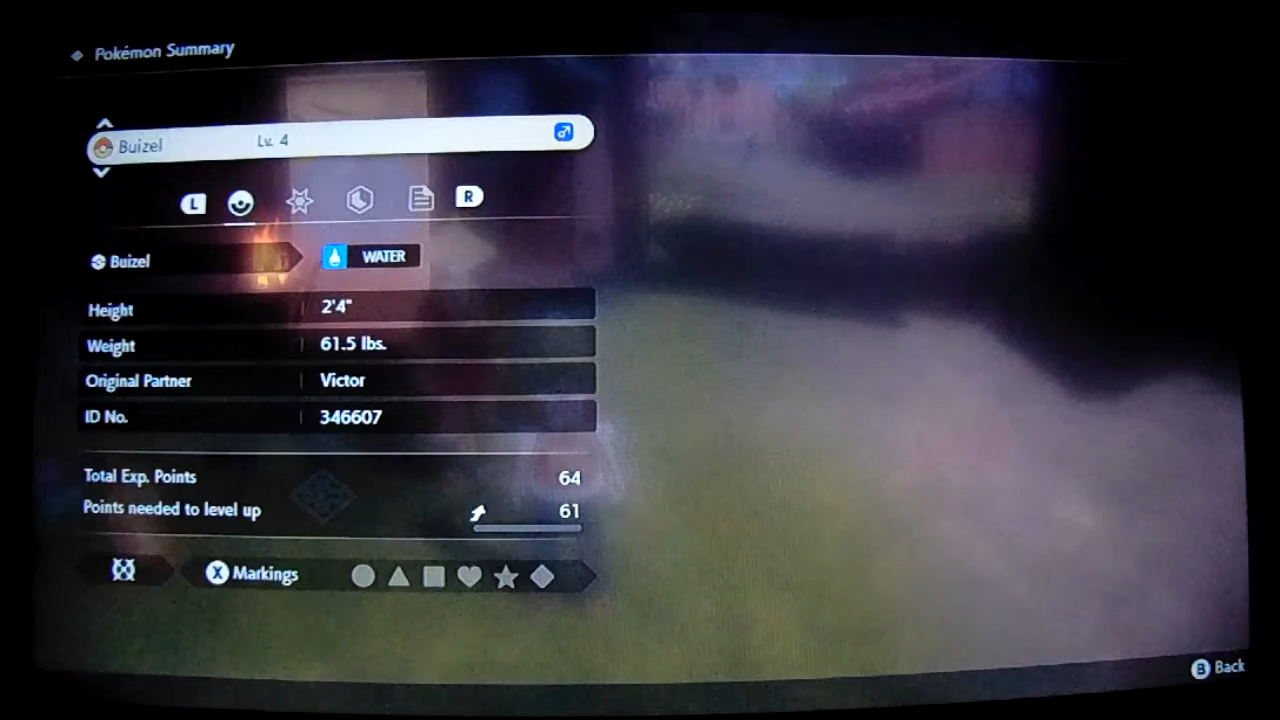 Pokémon Summary
Buizel Lv. 4
L R
Buizel WATER
Height 2'4"
Weight 61.5 lbs.
Original Partner Victor
ID No. 346607
Total Exp. Points 64
Points needed to level up 61
X Markings
B Back